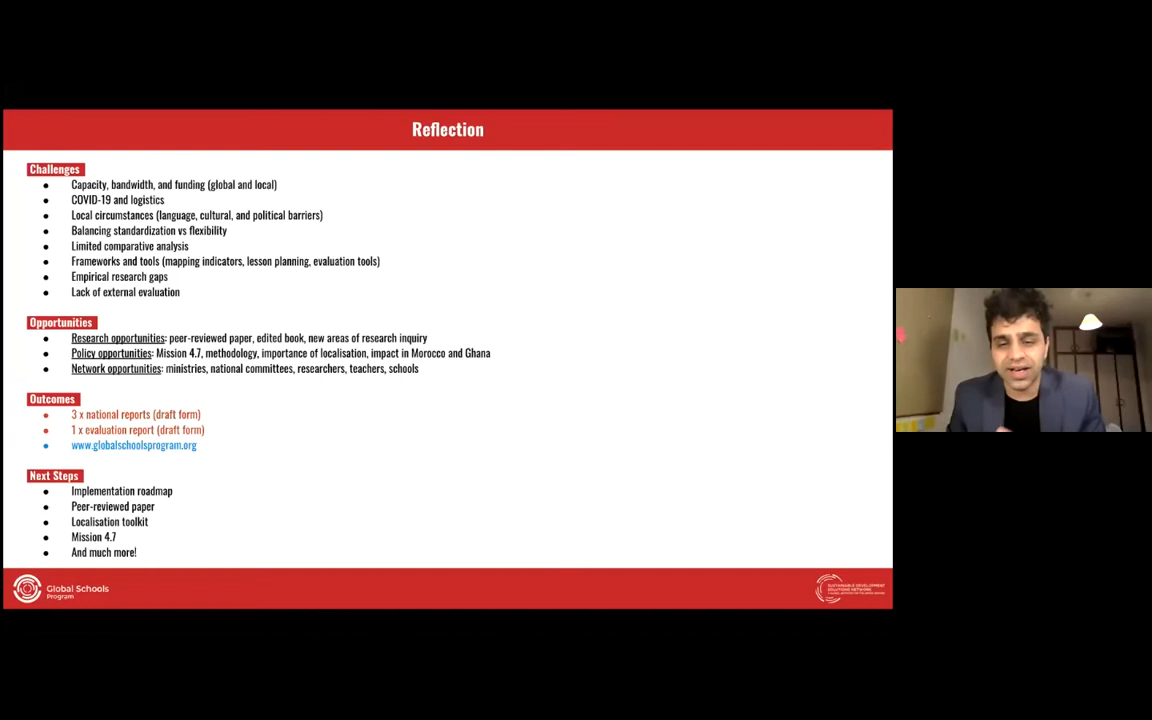 Reflection
Challenges
● Capacity, bandwidth, and funding (global and local)
● COVID-19 and logistics
● Local circumstances (language, cultural, and political barriers)
● Balancing standardization vs flexibility
● Limited comparative analysis
● Frameworks and tools (mapping indicators, lesson planning, evaluation tools)
● Empirical research gaps
● Lack of external evaluation
Opportunities
● Research opportunities: peer-reviewed paper, edited book, new areas of research inquiry
● Policy opportunities: Mission 4.7, methodology, importance of localisation, impact in Morocco and Ghana
● Network opportunities: ministries, national committees, researchers, teachers, schools
Outcomes
● 3 x national reports (draft form)
● 1 x evaluation report (draft form)
● www.globalschoolsprogram.org
Next Steps
● Implementation roadmap
● Peer-reviewed paper
● Localisation toolkit
● Mission 4.7
● And much more!
Global Schools
Program
SUSTAINABLE DEVELOPMENT
SOLUTIONS NETWORK